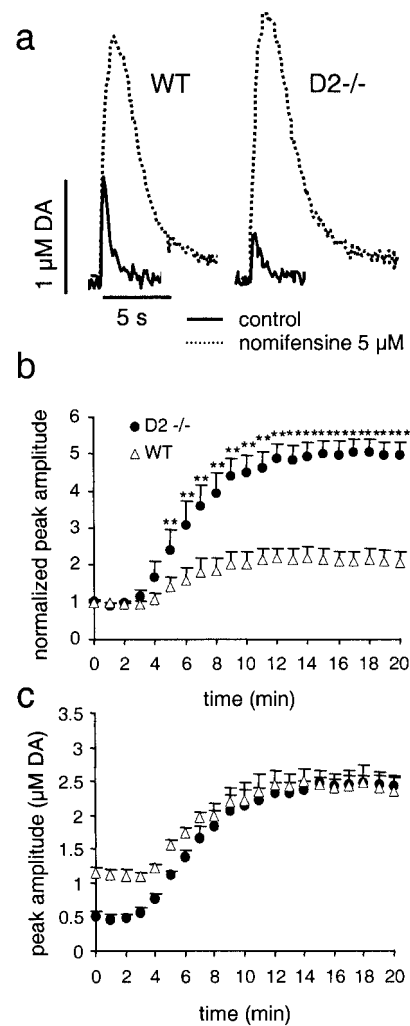 a
WT
D2-/-
1 µM DA
5 s
control
nomifensine 5 µM
b
normalized peak amplitude
6
5
4
3
2
1
0
D2 -/-
WT
** ** ** ** ** ** ** ** ** ** ** ** ** ** ** **
0 2 4 6 8 10 12 14 16 18 20
time (min)
c
peak amplitude (µM DA)
3.5
3
2.5
2
1.5
1
0.5
0
0 2 4 6 8 10 12 14 16 18 20
time (min)